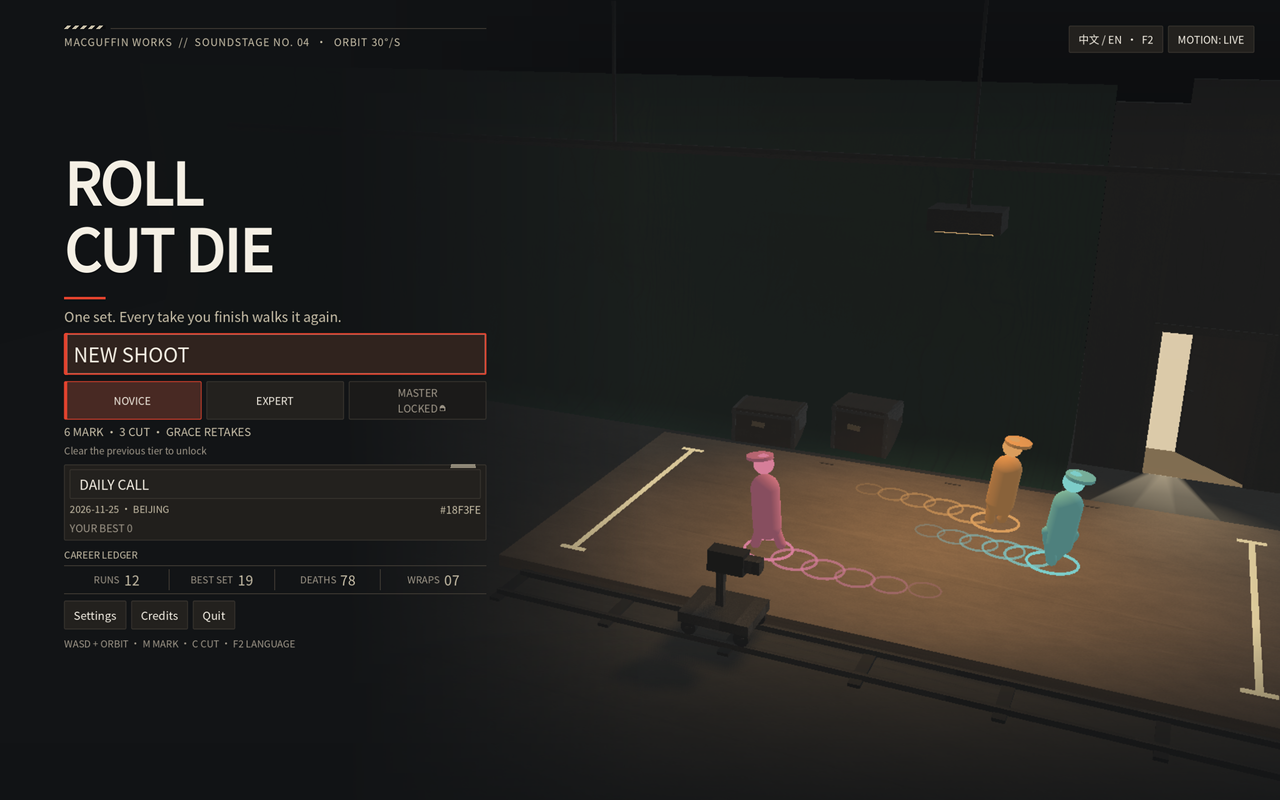 MACGUFFIN WORKS // SOUNDSTAGE NO. 04 • ORBIT 30°/S
中文 / EN • F2
MOTION: LIVE
ROLL
CUT DIE
One set. Every take you finish walks it again.
NEW SHOOT
NOVICE
EXPERT
MASTER
LOCKED
6 MARK • 3 CUT • GRACE RETAKES
Clear the previous tier to unlock
DAILY CALL
2026-11-25 • BEIJING
#18F3FE
YOUR BEST 0
CAREER LEDGER
RUNS 12
BEST SET 19
DEATHS 78
WRAPS 07
Settings
Credits
Quit
WASD + ORBIT • M MARK • C CUT • F2 LANGUAGE